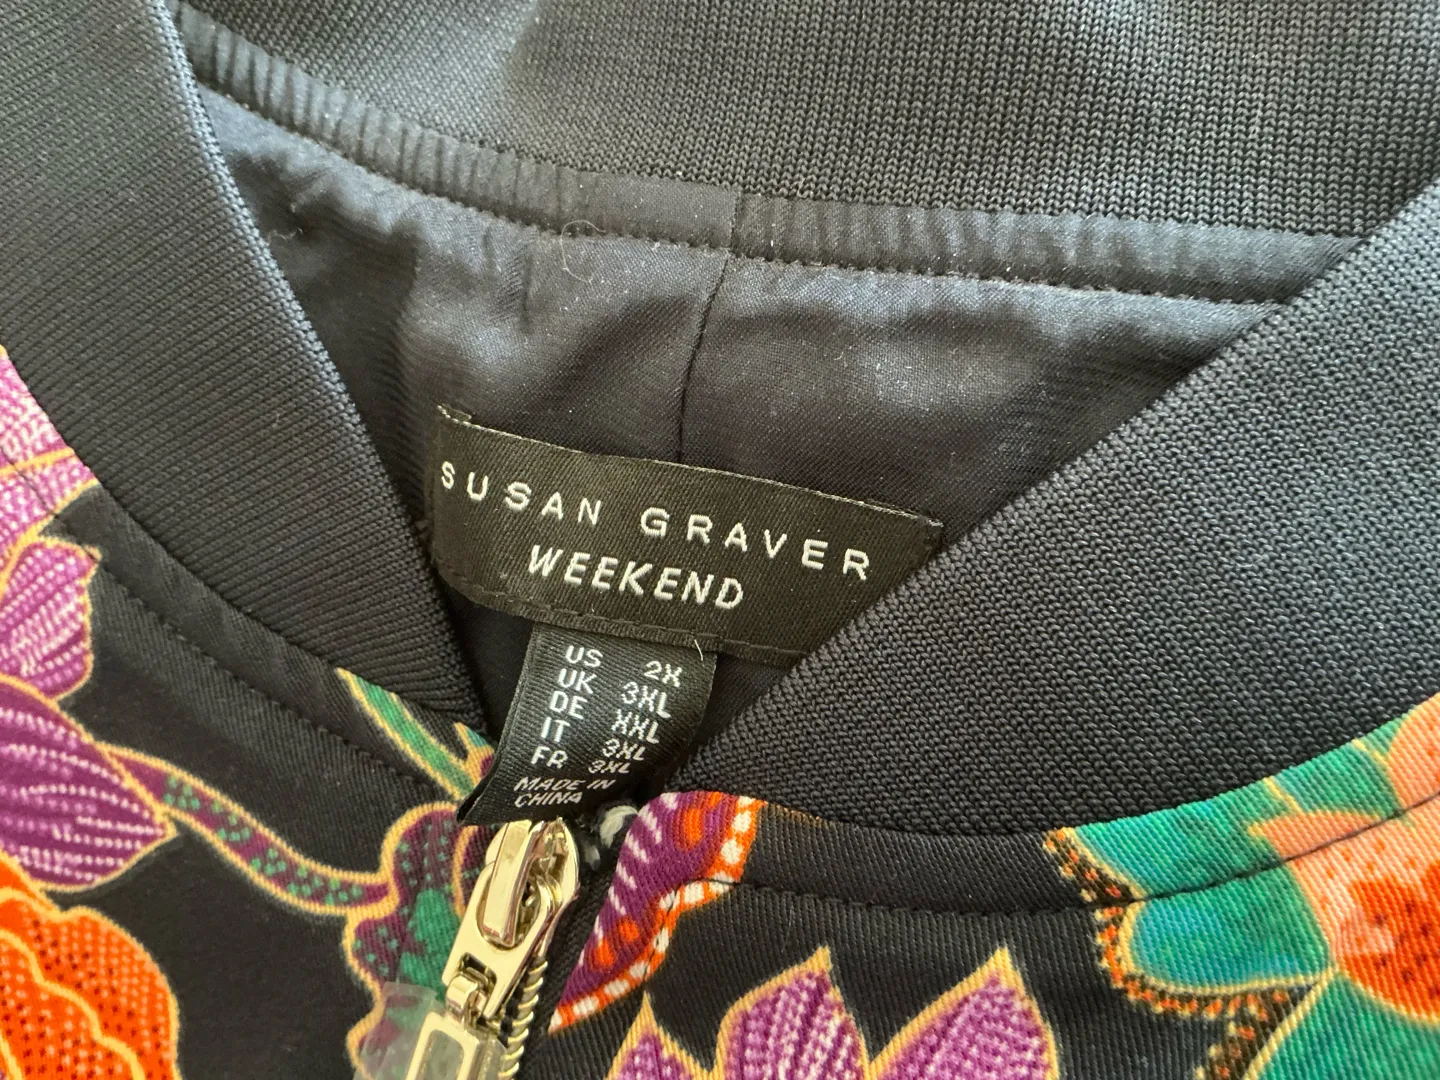 SUSAN GRAVER
WEEKEND
US 2X
UK 3XL
DE XXL
IT 3XL
FR 3XL
MADE IN
CHINA